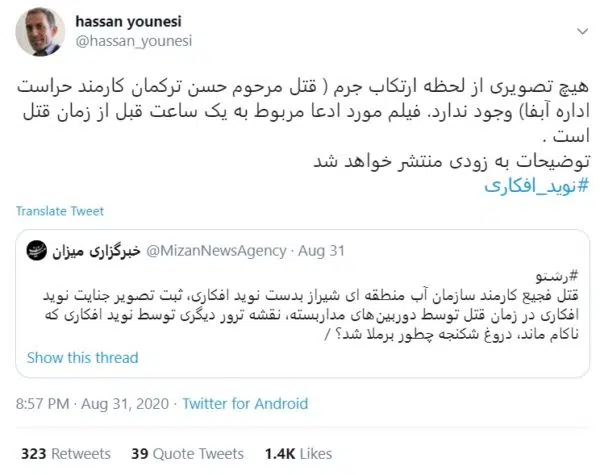 hassan younesi
@hassan_younesi
هیچ تصویری از لحظه ارتکاب جرم ( قتل مرحوم حسن ترکمان کارمند حراست
اداره آبفا) وجود ندارد. فیلم مورد ادعا مربوط به یک ساعت قبل از زمان قتل
است .
توضیحات به زودی منتشر خواهد شد
#نوید_افکاری
Translate Tweet
خبرگزاری میزان @MizanNewsAgency · Aug 31
#رشتو
قتل فجیع کارمند سازمان آب منطقه ای شیراز بدست نوید افکاری، ثبت تصویر جنایت نوید
افکاری در زمان قتل توسط دوربین‌های مداربسته، نقشه ترور دیگری توسط نوید افکاری که
ناکام ماند، دروغ شکنجه چطور برملا شد؟ /
Show this thread
8:57 PM · Aug 31, 2020 · Twitter for Android
323 Retweets 39 Quote Tweets 1.4K Likes